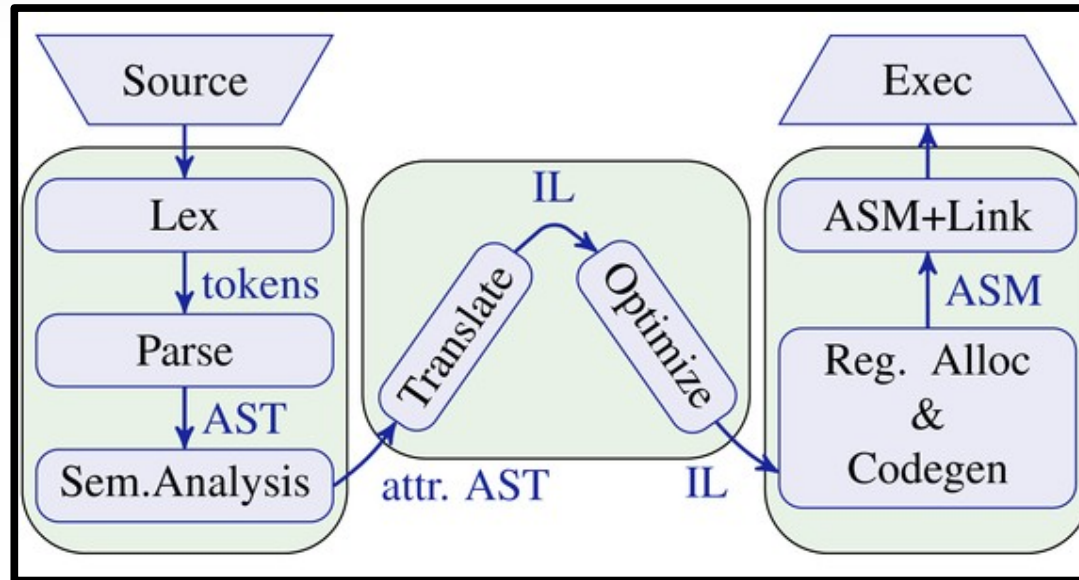 Source
Lex
tokens
Parse
AST
Sem.Analysis
attr. AST
Translate
IL
Optimize
IL
Reg. Alloc
&
Codegen
ASM
ASM+Link
Exec